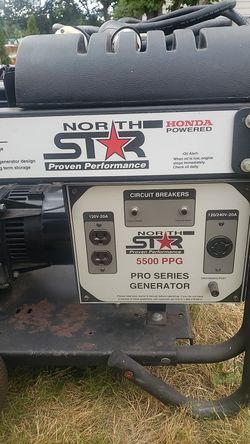 NORTH
STAR
Proven Performance
HONDA
POWERED
generator design
term storage
Oil Alert
When oil is low, engine
stops immediately.
Check oil daily.
CIRCUIT BREAKERS
120V-20A
NORTH
STAR
Proven Performance
120/240V-20A
5500 PPG
PRO SERIES
GENERATOR